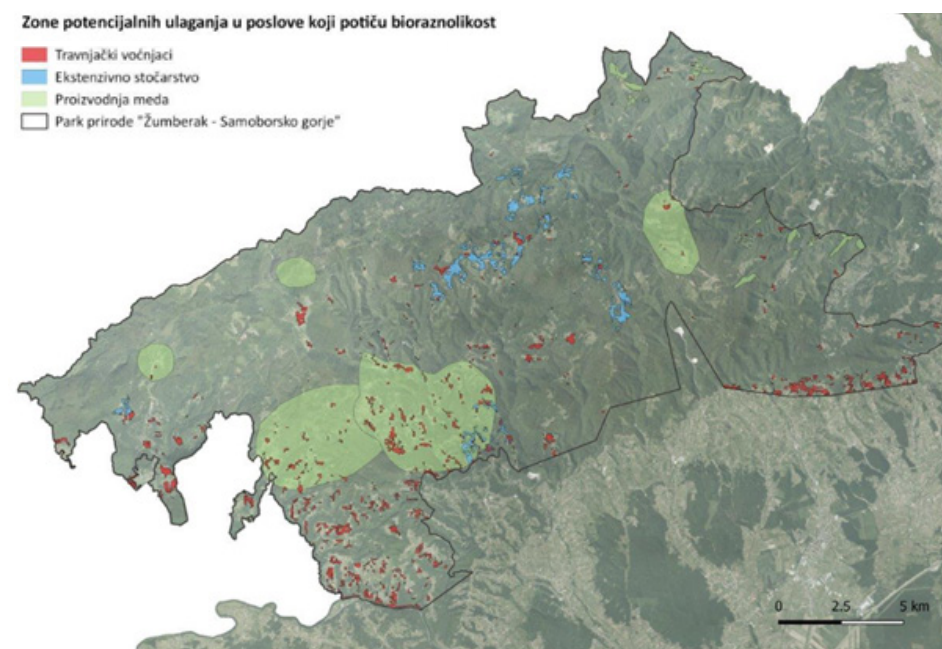 Zone potencijalnih ulaganja u poslove koji potiču bioraznolikost
Travnjački voćnjaci
Ekstenzivno stočarstvo
Proizvodnja meda
Park prirode "Žumberak - Samoborsko gorje"
0 2.5 5 km